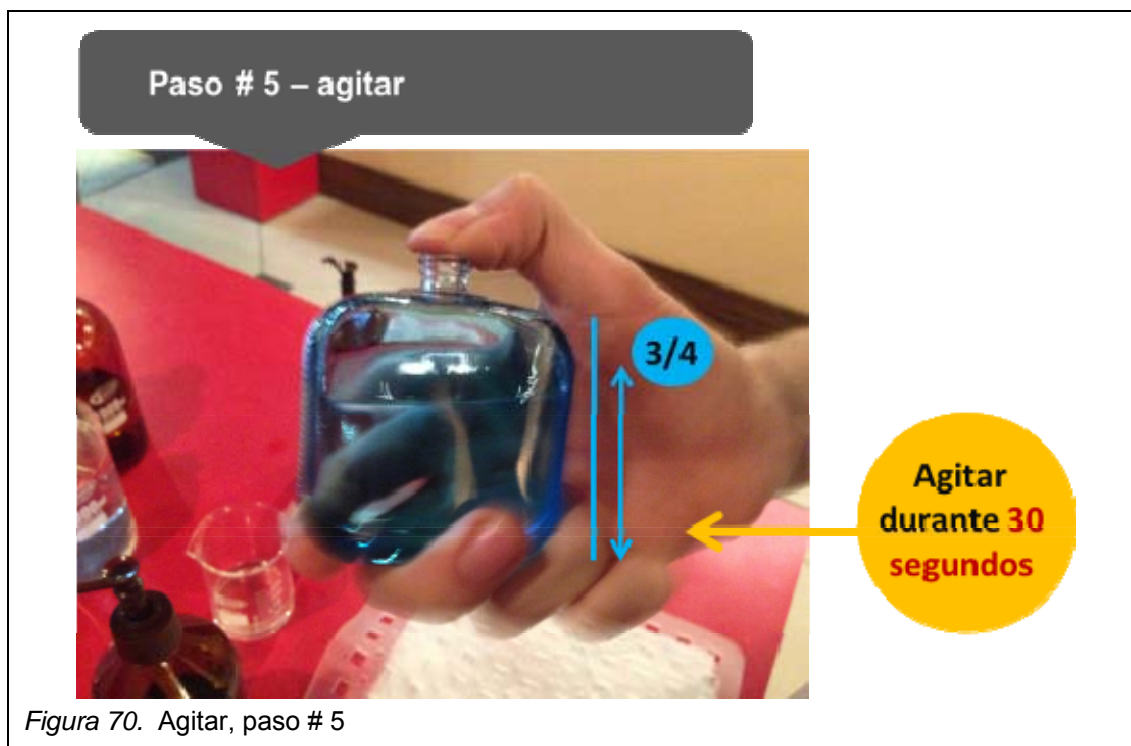 Paso # 5 – agitar
3/4
Agitar
durante 30
segundos
Figura 70. Agitar, paso # 5